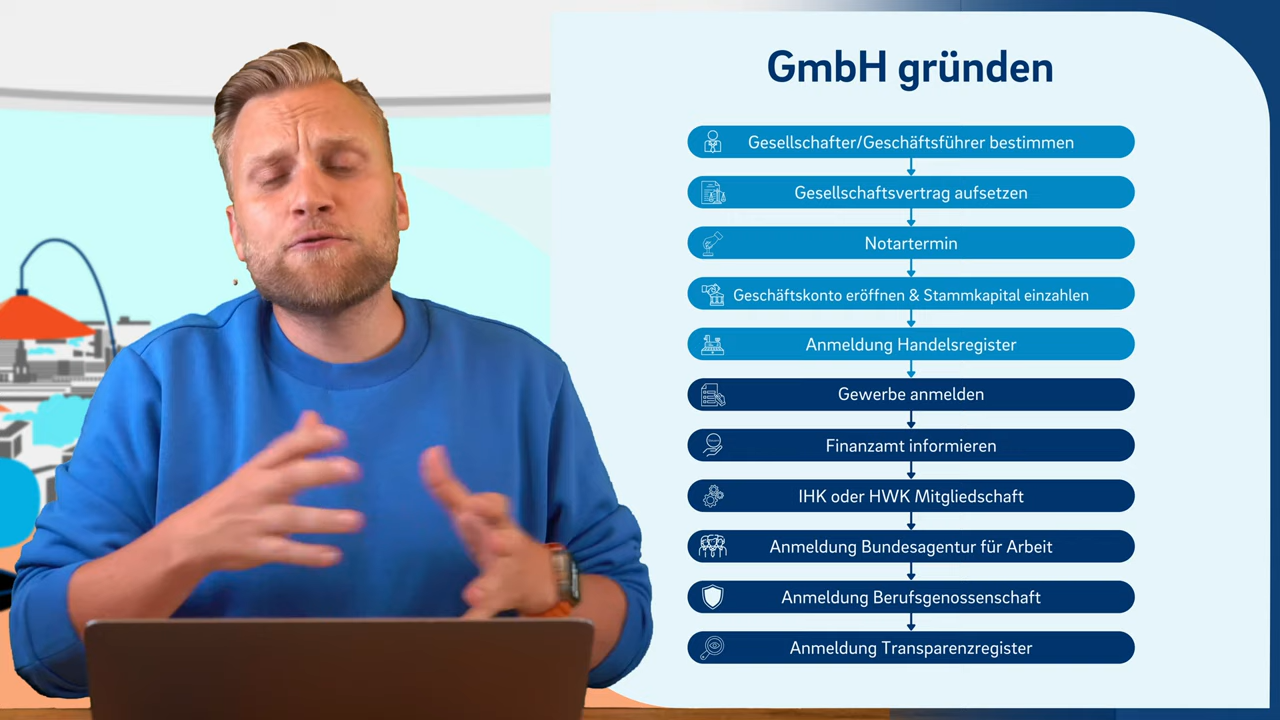 GmbH gründen
Gesellschafter/Geschäftsführer bestimmen
Gesellschaftsvertrag aufsetzen
Notartermin
Geschäftskonto eröffnen & Stammkapital einzahlen
Anmeldung Handelsregister
Gewerbe anmelden
Finanzamt informieren
IHK oder HWK Mitgliedschaft
Anmeldung Bundesagentur für Arbeit
Anmeldung Berufsgenossenschaft
Anmeldung Transparenzregister